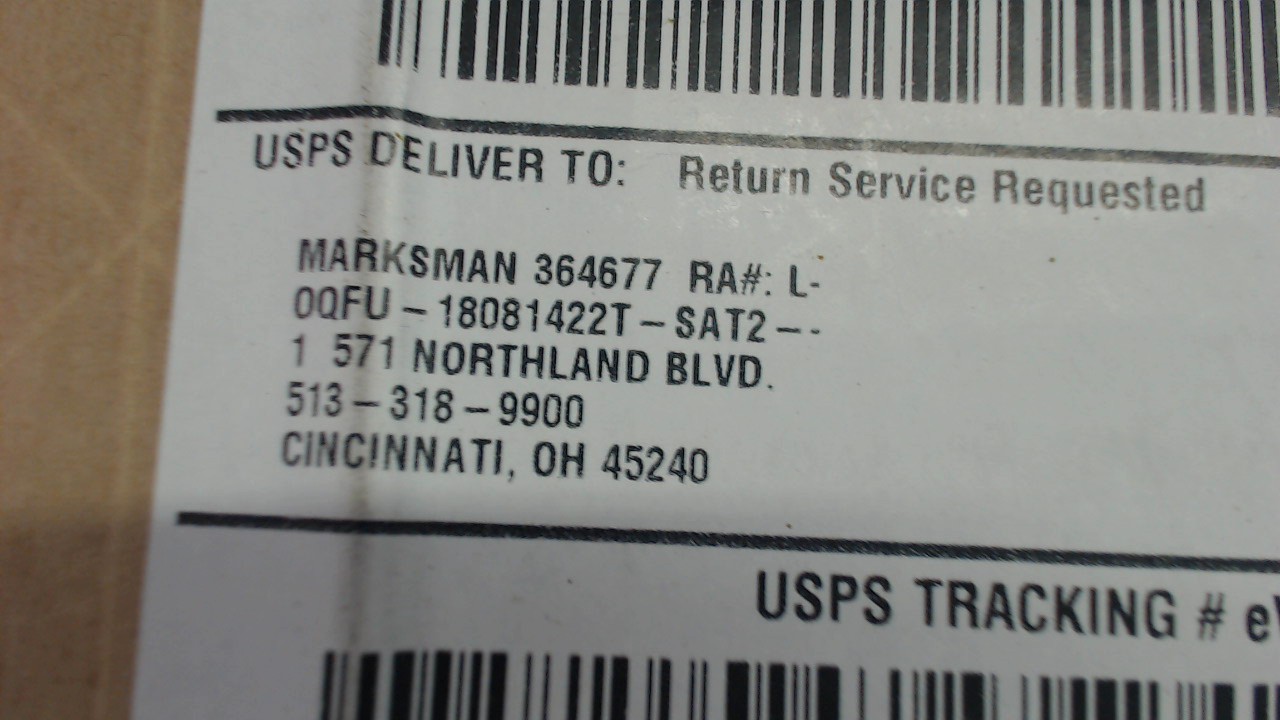 USPS DELIVER TO: Return Service Requested
MARKSMAN 364677 RA#: L-
0QFU - 18081422T - SAT2 - -
1 571 NORTHLAND BLVD.
513 - 318 - 9900
CINCINNATI, OH 45240
USPS TRACKING #